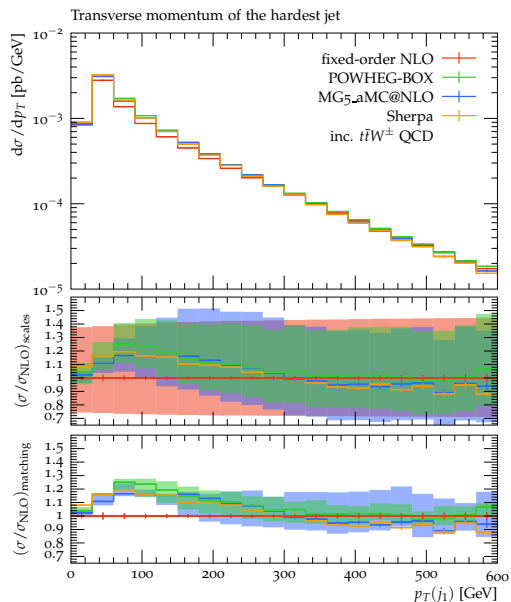 Transverse momentum of the hardest jet
dσ/dp_T [pb/GeV]
10^−2
10^−3
10^−4
10^−5
fixed-order NLO
POWHEG-BOX
MG5_aMC@NLO
Sherpa
inc. tt̄W^± QCD
(σ/σ_NLO)_scales
1.5
1.4
1.3
1.2
1.1
1
0.9
0.8
0.7
(σ/σ_NLO)_matching
1.5
1.4
1.3
1.2
1.1
1
0.9
0.8
0.7
0 100 200 300 400 500 600
p_T(j_1) [GeV]